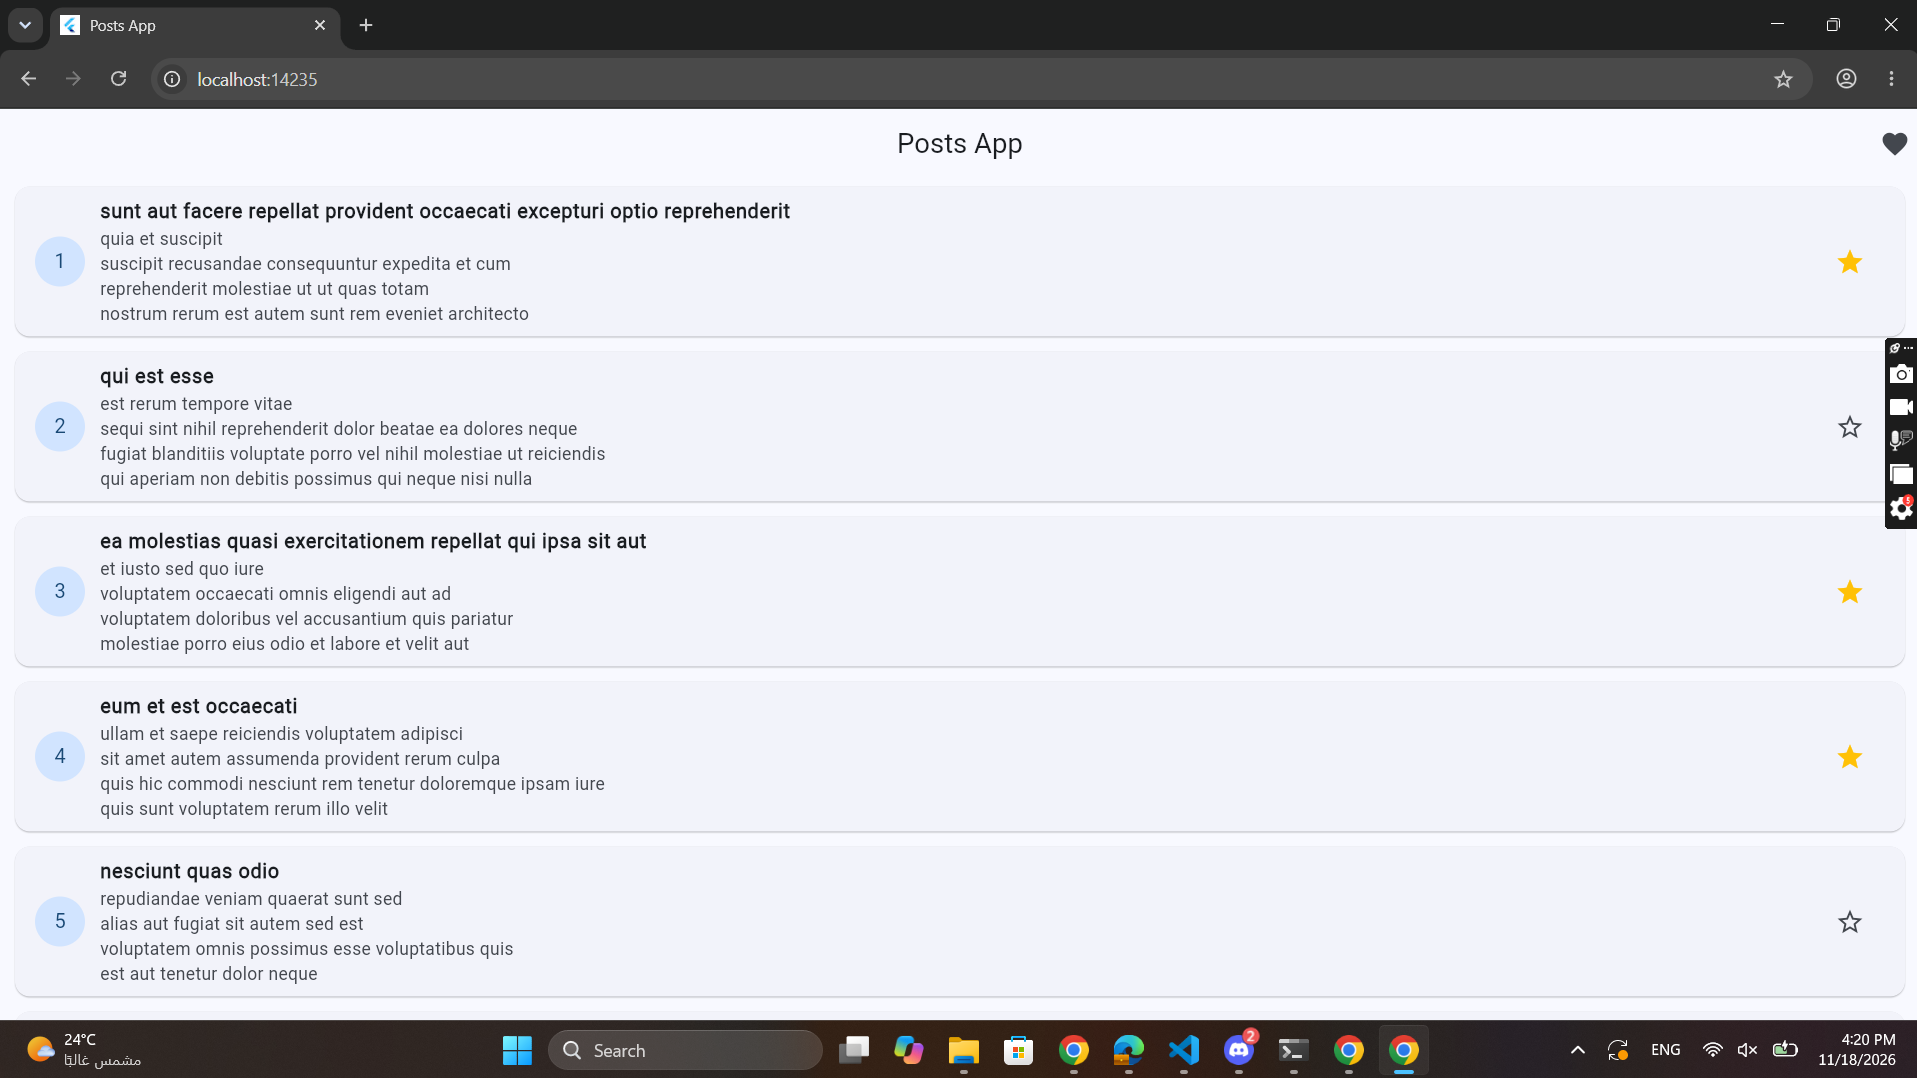 Posts App
localhost:14235
Posts App
sunt aut facere repellat provident occaecati excepturi optio reprehenderit
quia et suscipit
suscipit recusandae consequuntur expedita et cum
reprehenderit molestiae ut ut quas totam
nostrum rerum est autem sunt rem eveniet architecto
1
qui est esse
est rerum tempore vitae
sequi sint nihil reprehenderit dolor beatae ea dolores neque
fugiat blanditiis voluptate porro vel nihil molestiae ut reiciendis
qui aperiam non debitis possimus qui neque nisi nulla
2
ea molestias quasi exercitationem repellat qui ipsa sit aut
et iusto sed quo iure
voluptatem occaecati omnis eligendi aut ad
voluptatem doloribus vel accusantium quis pariatur
molestiae porro eius odio et labore et velit aut
3
eum et est occaecati
ullam et saepe reiciendis voluptatem adipisci
sit amet autem assumenda provident rerum culpa
quis hic commodi nesciunt rem tenetur doloremque ipsam iure
quis sunt voluptatem rerum illo velit
4
nesciunt quas odio
repudiandae veniam quaerat sunt sed
alias aut fugiat sit autem sed est
voluptatem omnis possimus esse voluptatibus quis
est aut tenetur dolor neque
5
5
24°C
مشمس غالبًا
Search
2
ENG
4:20 PM
11/18/2026